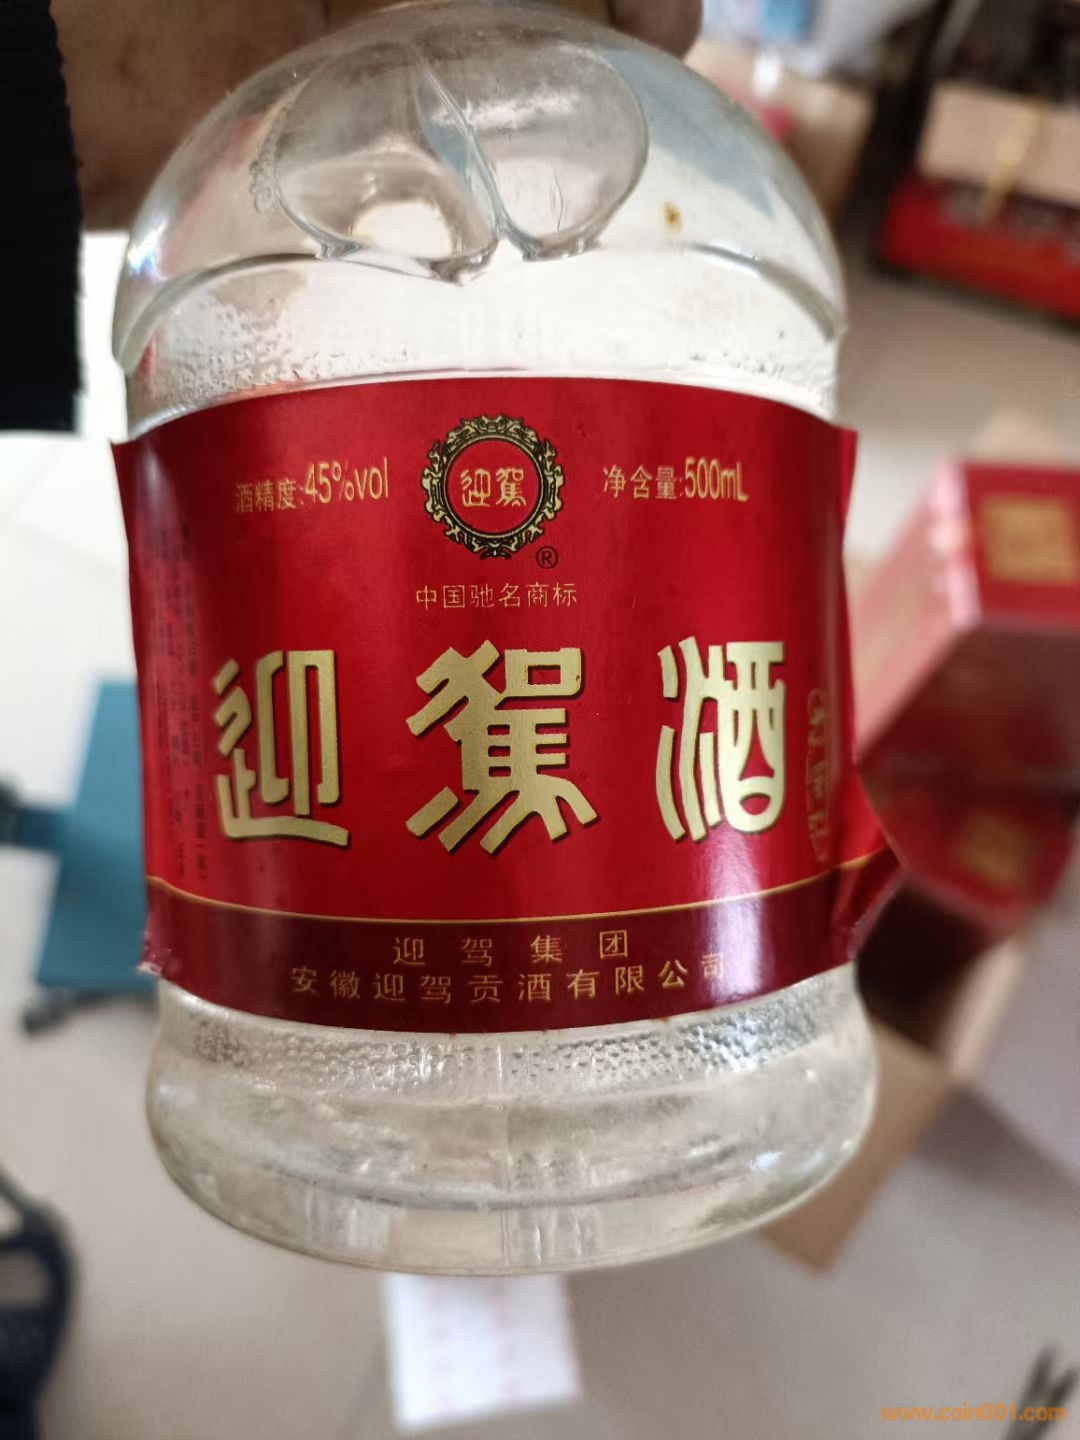 酒精度:45%vol
迎駕
净含量:500mL
®
中国驰名商标
迎駕酒
迎驾集团
安徽迎驾贡酒有限公司
www.coin001.com